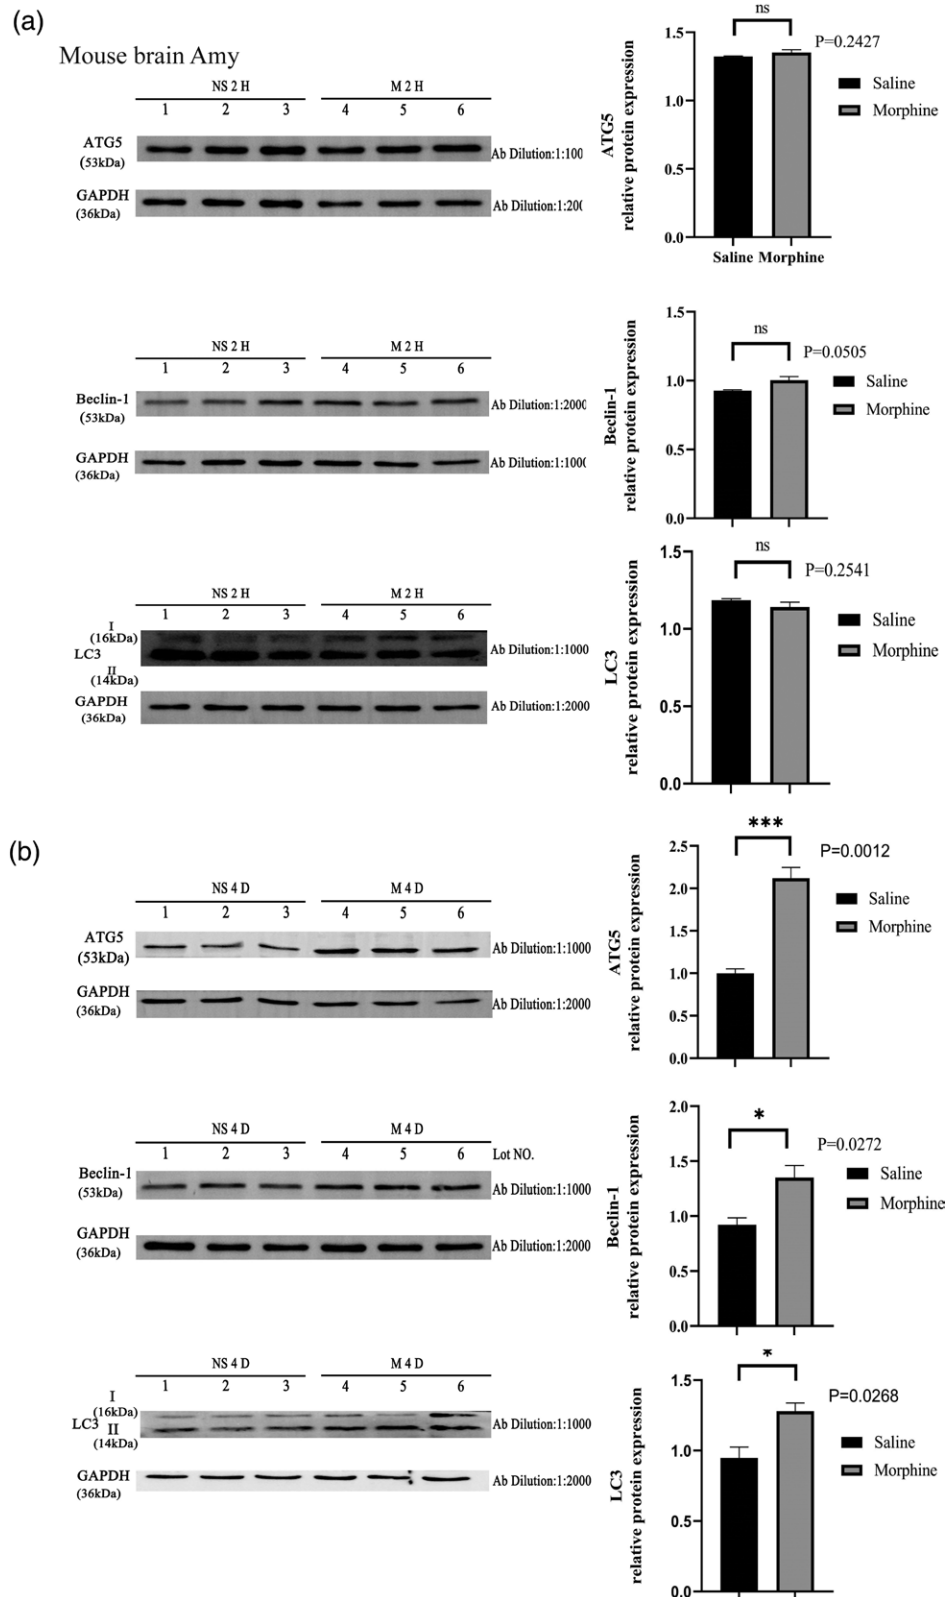 (a)
Mouse brain Amy
NS 2 H M 2 H
1 2 3 4 5 6
ATG5
(53kDa)
Ab Dilution:1:100
GAPDH
(36kDa)
Ab Dilution:1:200
ns
P=0.2427
Saline
Morphine
ATG5
relative protein expression
1.5
1.0
0.5
0.0
Saline Morphine
NS 2 H M 2 H
1 2 3 4 5 6
Beclin-1
(53kDa)
Ab Dilution:1:2000
GAPDH
(36kDa)
Ab Dilution:1:1000
ns
P=0.0505
Saline
Morphine
Beclin-1
relative protein expression
1.5
1.0
0.5
0.0
NS 2 H M 2 H
1 2 3 4 5 6
I
(16kDa)
LC3
II
(14kDa)
Ab Dilution:1:1000
GAPDH
(36kDa)
Ab Dilution:1:2000
ns
P=0.2541
Saline
Morphine
LC3
relative protein expression
1.5
1.0
0.5
0.0
(b)
NS 4 D M 4 D
1 2 3 4 5 6
ATG5
(53kDa)
Ab Dilution:1:1000
GAPDH
(36kDa)
Ab Dilution:1:2000
***
P=0.0012
Saline
Morphine
ATG5
relative protein expression
2.5
2.0
1.5
1.0
0.5
0.0
NS 4 D M 4 D
1 2 3 4 5 6 Lot NO.
Beclin-1
(53kDa)
Ab Dilution:1:1000
GAPDH
(36kDa)
Ab Dilution:1:2000
*
P=0.0272
Saline
Morphine
Beclin-1
relative protein expression
2.0
1.5
1.0
0.5
0.0
NS 4 D M 4 D
1 2 3 4 5 6
I
(16kDa)
LC3 II
(14kDa)
Ab Dilution:1:1000
GAPDH
(36kDa)
Ab Dilution:1:2000
*
P=0.0268
Saline
Morphine
LC3
relative protein expression
1.5
1.0
0.5
0.0